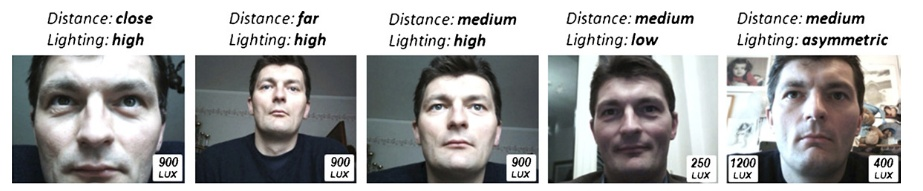 Distance: close
Lighting: high
Distance: far
Lighting: high
Distance: medium
Lighting: high
Distance: medium
Lighting: low
Distance: medium
Lighting: asymmetric
900
LUX
900
LUX
900
LUX
250
LUX
1200
LUX
400
LUX